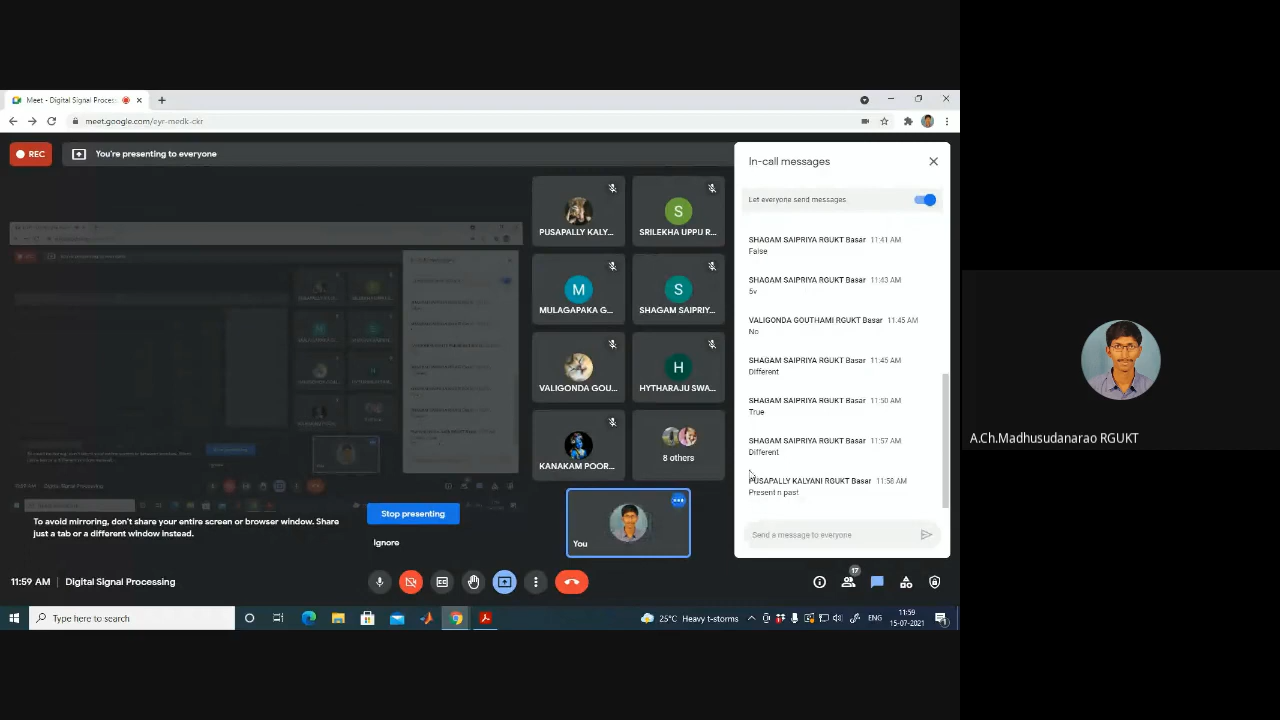 Meet - Digital Signal Process
meet.google.com/eyr-medk-ckr
REC
You're presenting to everyone
In-call messages
Let everyone send messages
SHAGAM SAIPRIYA RGUKT Basar 11:41 AM
False
SHAGAM SAIPRIYA RGUKT Basar 11:43 AM
5v
VALIGONDA GOUTHAMI RGUKT Basar 11:45 AM
No
SHAGAM SAIPRIYA RGUKT Basar 11:45 AM
Different
SHAGAM SAIPRIYA RGUKT Basar 11:50 AM
True
SHAGAM SAIPRIYA RGUKT Basar 11:57 AM
Different
PUSAPALLY KALYANI RGUKT Basar 11:58 AM
Present n past
Send a message to everyone
PUSAPALLY KALY...
S
SRILEKHA UPPU R...
M
MULAGAPAKA G...
S
SHAGAM SAIPRIY...
VALIGONDA GOU...
H
HYTHARAJU SWA...
KANAKAM POOR...
8 others
You
To avoid mirroring, don't share your entire screen or browser window. Share
just a tab or a different window instead.
Stop presenting
Ignore
11:59 AM | Digital Signal Processing
17
Type here to search
25°C Heavy t-storms
ENG
11:59
15-07-2021
A.Ch.Madhusudanarao RGUKT